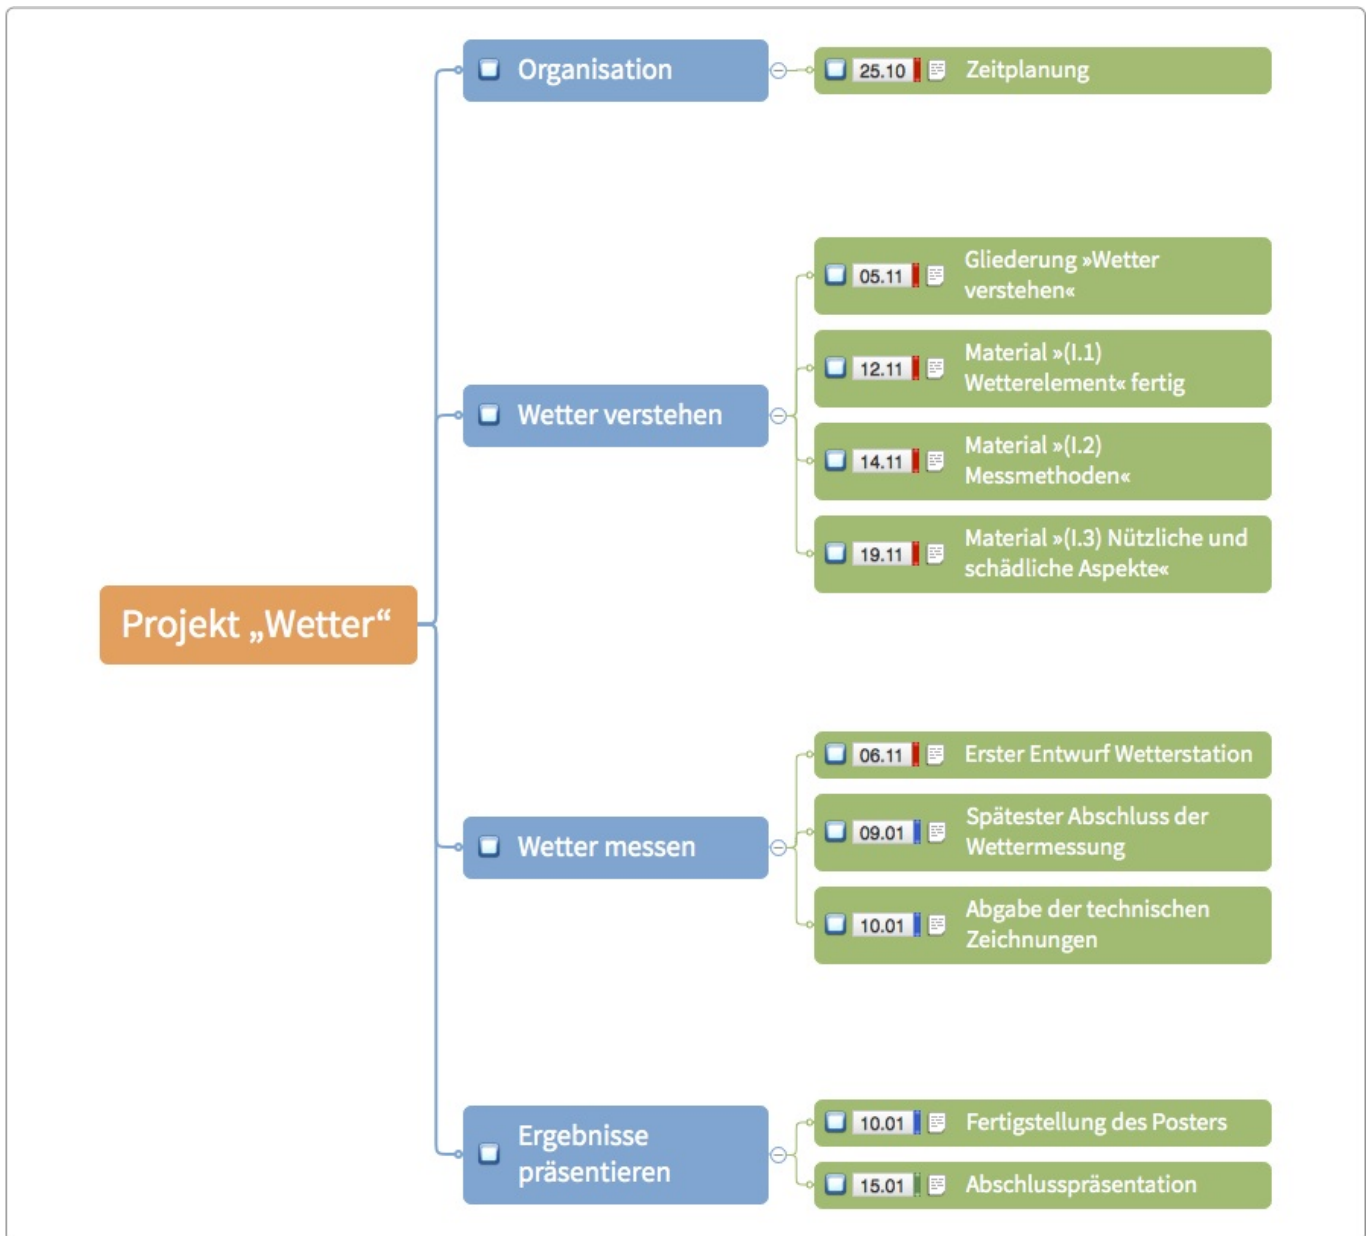 Projekt „Wetter“
Organisation
25.10 Zeitplanung
Wetter verstehen
05.11 Gliederung »Wetter
verstehen«
12.11 Material »(I.1)
Wetterelement« fertig
14.11 Material »(I.2)
Messmethoden«
19.11 Material »(I.3) Nützliche und
schädliche Aspekte«
Wetter messen
06.11 Erster Entwurf Wetterstation
09.01 Spätester Abschluss der
Wettermessung
10.01 Abgabe der technischen
Zeichnungen
Ergebnisse
präsentieren
10.01 Fertigstellung des Posters
15.01 Abschlusspräsentation